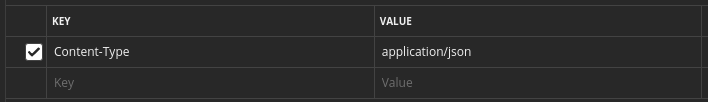 KEY VALUE
Content-Type application/json
Key Value